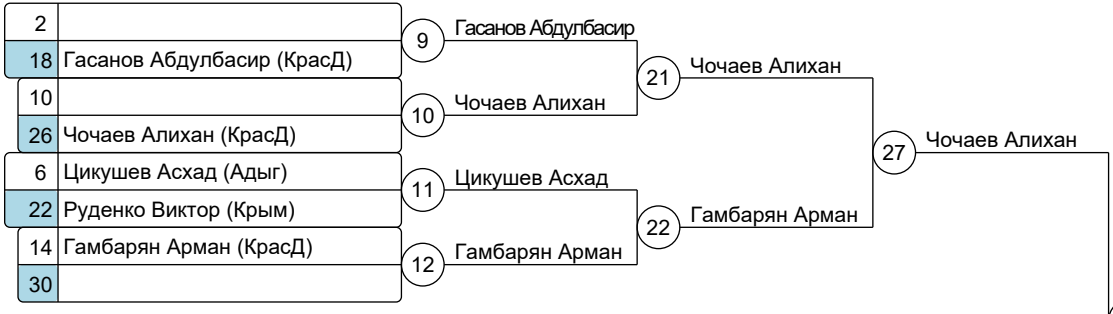 2
18 Гасанов Абдулбасир (КрасД)
10
26 Чочаев Алихан (КрасД)
6 Цикушев Асхад (Адыг)
22 Руденко Виктор (Крым)
14 Гамбарян Арман (КрасД)
30
9 Гасанов Абдулбасир
10 Чочаев Алихан
11 Цикушев Асхад
12 Гамбарян Арман
21 Чочаев Алихан
22 Гамбарян Арман
27 Чочаев Алихан